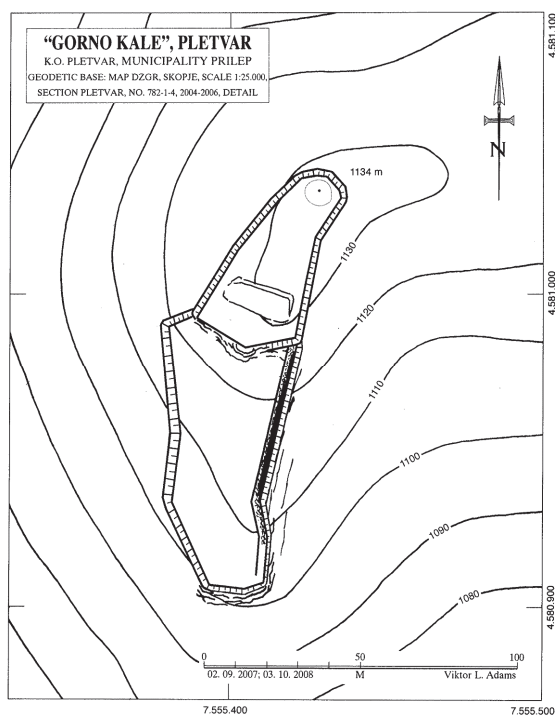 “GORNO KALE”, PLETVAR
K.O. PLETVAR, MUNICIPALITY PRILEP
GEODETIC BASE: MAP DZGR, SKOPJE, SCALE 1:25.000,
SECTION PLETVAR, NO. 782-1-4, 2004-2006, DETAIL
4.581.100
N
1134 m
1130
4.581.000
1120
1110
1100
1090
1080
4.580.900
0 50 100
02. 09. 2007; 03. 10. 2008 M Viktor L. Adams
7.555.400 7.555.500